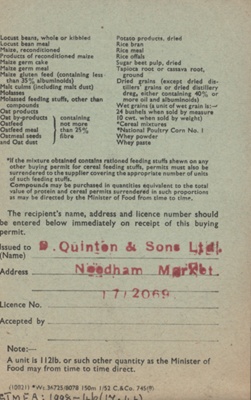 Locust beans, whole or kibbled
Locust bean meal
Maize, reconditioned
Products of reconditioned maize
Maize germ cake
Maize germ meal
Maize gluten feed (containing less than 35% albuminoids)
Malt culms (including malt dust)
Molasses
Molassed feeding stuffs, other than compounds
Oat products
Oat by-products
Oatfeed
Oatfeed meal
Oatmeal seeds and Oat dust
containing not more than 25% fibre
Potato products, dried
Rice bran
Rice meal
Rice offals
Sugar beet pulp, dried
Tapioca root or cassava root, ground
Dried grains (except dried distillers' grains or dried distillery dreg, either containing 40% or more oil and albuminoids)
Wet grains (a unit of wet grain is:— 24 bushels when sold by measure 10 cwt. when sold by weight)
*Cereal mixtures
*National Poultry Corn No. 1
Whey powder
Whey paste
*If the mixture obtained contains rationed feeding stuffs shewn on any
other buying permit for cereal feeding stuffs, permits must also be
surrendered to the supplier covering the appropriate number of units
of such feeding stuffs.
Compounds may be purchased in quantities equivalent to the total
value of protein and cereal permits surrendered in such proportions
as may be directed by the Minister of Food from time to time.
The recipient's name, address and licence number should
be entered below immediately on receipt of this buying
permit.
Issued to D. Quinton & Sons Ltd.
(Name)
Address Needham Market.
1712069
Licence No.
Accepted by
Note:—
A unit is 112lb. or such other quantity as the Minister of
Food may from time to time direct.
(10021) *Wt. 34725/8078 150m 1/52 C.&Co. 745(9)